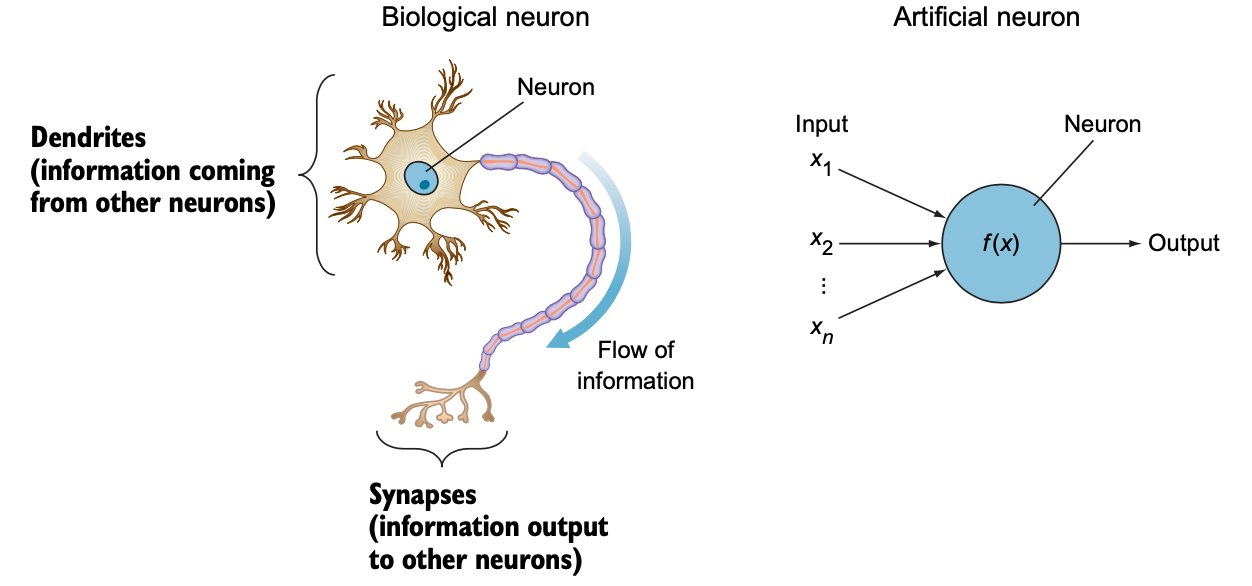 Biological neuron
Neuron
Dendrites
(information coming
from other neurons)
Flow of
information
Synapses
(information output
to other neurons)
Artificial neuron
Input
Neuron
x1
x2
⋮
xn
f(x)
Output